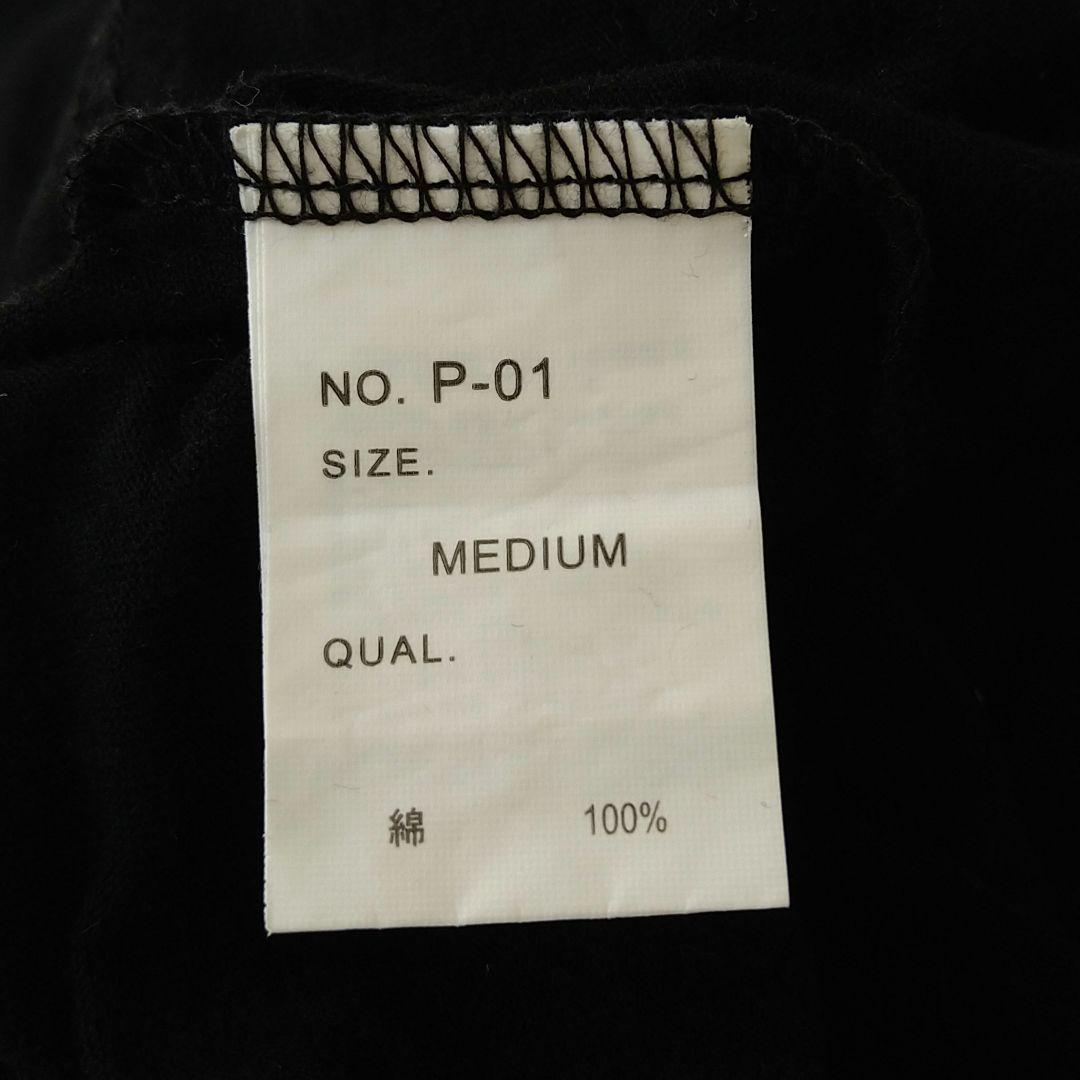 NO. P-01
SIZE.
MEDIUM
QUAL.
綿 100%